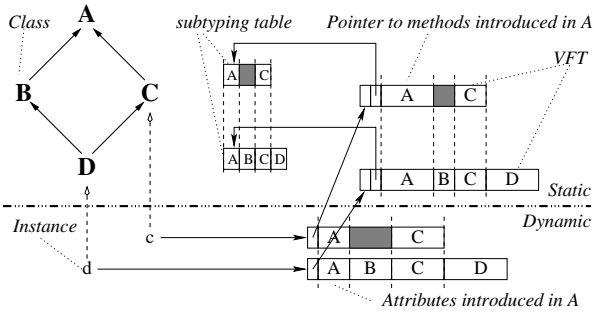 Class
subtyping table
Pointer to methods introduced in A
VFT
A
B
C
D
A C
A C
A B C D
A B C D
Static
Dynamic
Instance
c
A C
d
A B C D
Attributes introduced in A